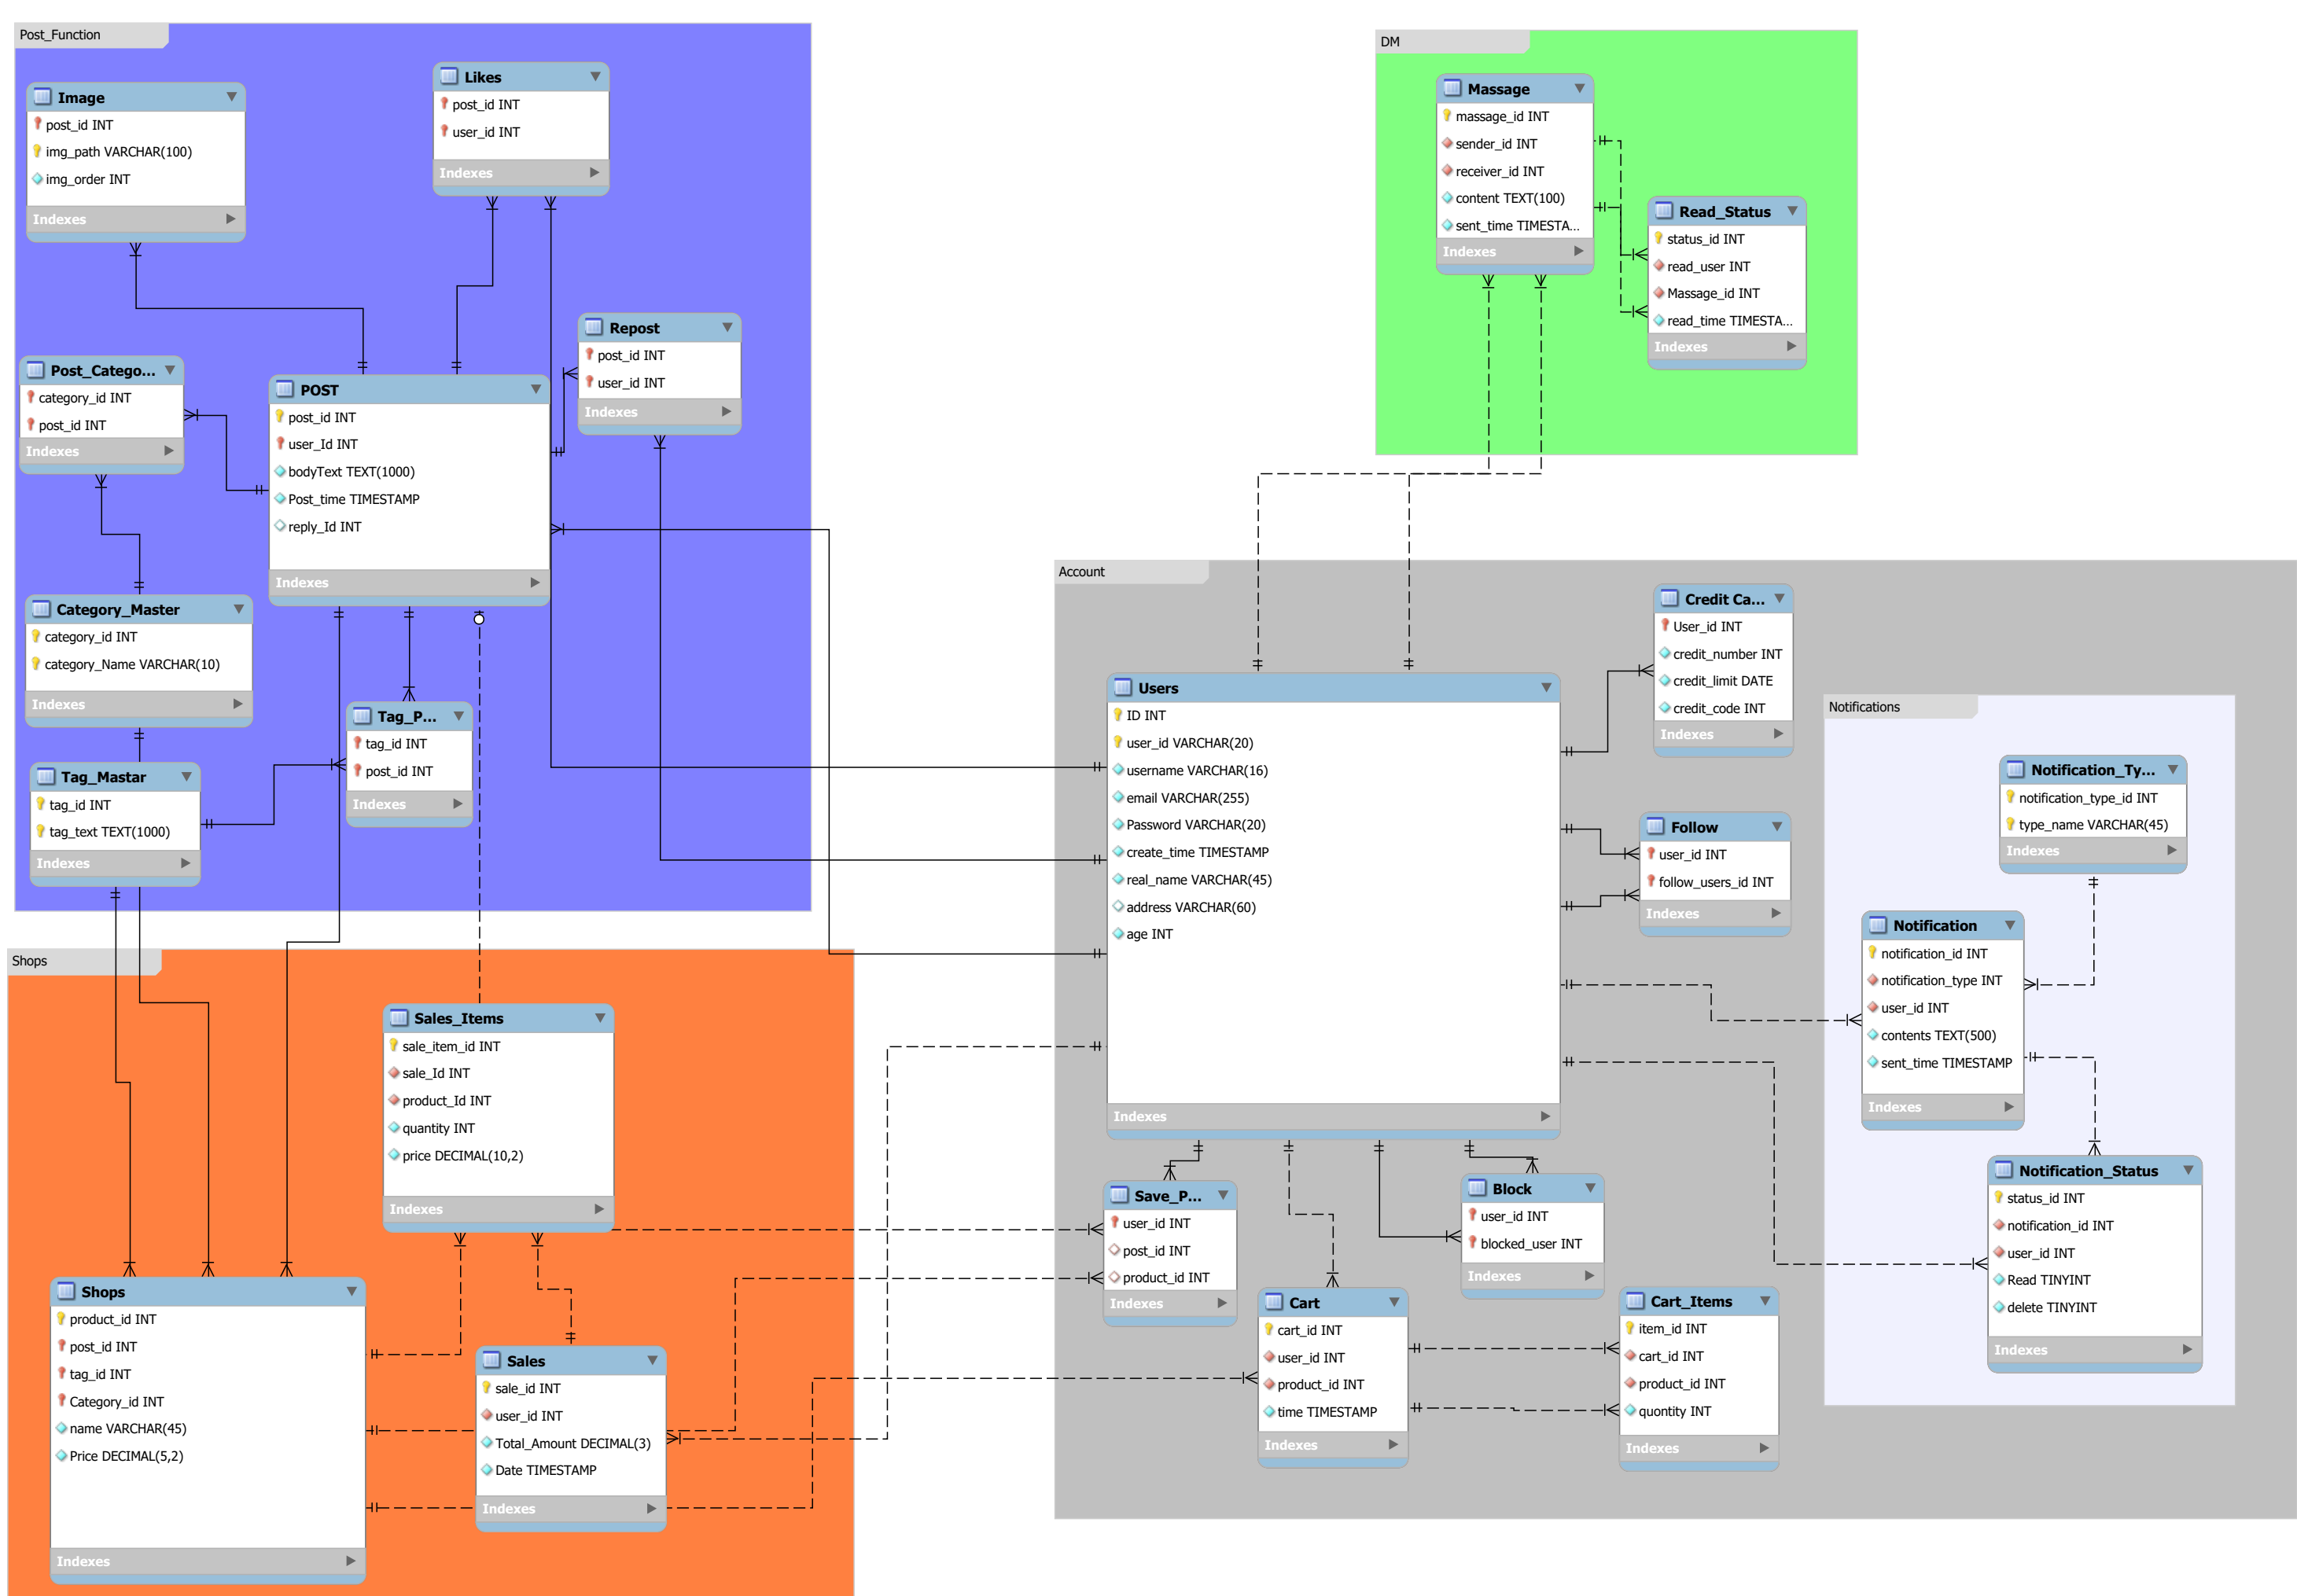 Post_Function
Image
post_id INT
img_path VARCHAR(100)
img_order INT
Indexes
Likes
post_id INT
user_id INT
Indexes
Repost
post_id INT
user_id INT
Indexes
Post_Catego...
category_id INT
post_id INT
Indexes
POST
post_id INT
user_Id INT
bodyText TEXT(1000)
Post_time TIMESTAMP
reply_Id INT
Indexes
Category_Master
category_id INT
category_Name VARCHAR(10)
Indexes
Tag_P...
tag_id INT
post_id INT
Indexes
Tag_Mastar
tag_id INT
tag_text TEXT(1000)
Indexes
DM
Massage
massage_id INT
sender_id INT
receiver_id INT
content TEXT(100)
sent_time TIMESTA...
Indexes
Read_Status
status_id INT
read_user INT
Massage_id INT
read_time TIMESTA...
Indexes
Account
Users
ID INT
user_id VARCHAR(20)
username VARCHAR(16)
email VARCHAR(255)
Password VARCHAR(20)
create_time TIMESTAMP
real_name VARCHAR(45)
address VARCHAR(60)
age INT
Indexes
Credit Ca...
User_id INT
credit_number INT
credit_limit DATE
credit_code INT
Indexes
Follow
user_id INT
follow_users_id INT
Indexes
Notifications
Notification_Ty...
notification_type_id INT
type_name VARCHAR(45)
Indexes
Notification
notification_id INT
notification_type INT
user_id INT
contents TEXT(500)
sent_time TIMESTAMP
Indexes
Notification_Status
status_id INT
notification_id INT
user_id INT
Read TINYINT
delete TINYINT
Indexes
Save_P...
user_id INT
post_id INT
product_id INT
Indexes
Block
user_id INT
blocked_user INT
Indexes
Cart
cart_id INT
user_id INT
product_id INT
time TIMESTAMP
Indexes
Cart_Items
item_id INT
cart_id INT
product_id INT
quontity INT
Indexes
Shops
Sales_Items
sale_item_id INT
sale_Id INT
product_Id INT
quantity INT
price DECIMAL(10,2)
Indexes
Shops
product_id INT
post_id INT
tag_id INT
Category_id INT
name VARCHAR(45)
Price DECIMAL(5,2)
Indexes
Sales
sale_id INT
user_id INT
Total_Amount DECIMAL(3)
Date TIMESTAMP
Indexes